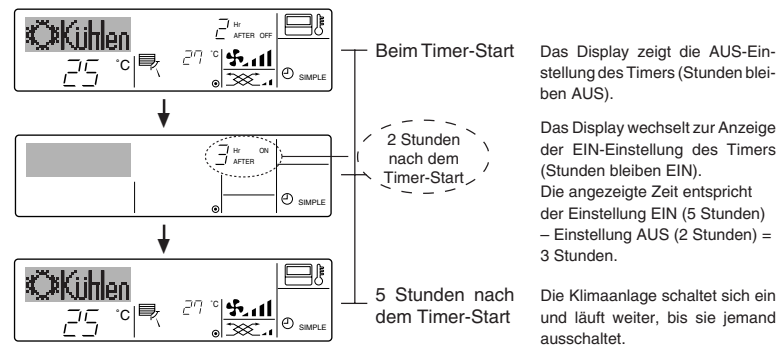 Kühlen
2 Hr
AFTER OFF
25 °C
27 °C
SIMPLE
Beim Timer-Start
Das Display zeigt die AUS-Ein-
stellung des Timers (Stunden blei-
ben AUS).
3 Hr ON
AFTER
SIMPLE
2 Stunden
nach dem
Timer-Start
Das Display wechselt zur Anzeige
der EIN-Einstellung des Timers
(Stunden bleiben EIN).
Die angezeigte Zeit entspricht
der Einstellung EIN (5 Stunden)
– Einstellung AUS (2 Stunden) =
3 Stunden.
Kühlen
25 °C
27 °C
SIMPLE
5 Stunden nach
dem Timer-Start
Die Klimaanlage schaltet sich ein
und läuft weiter, bis sie jemand
ausschaltet.